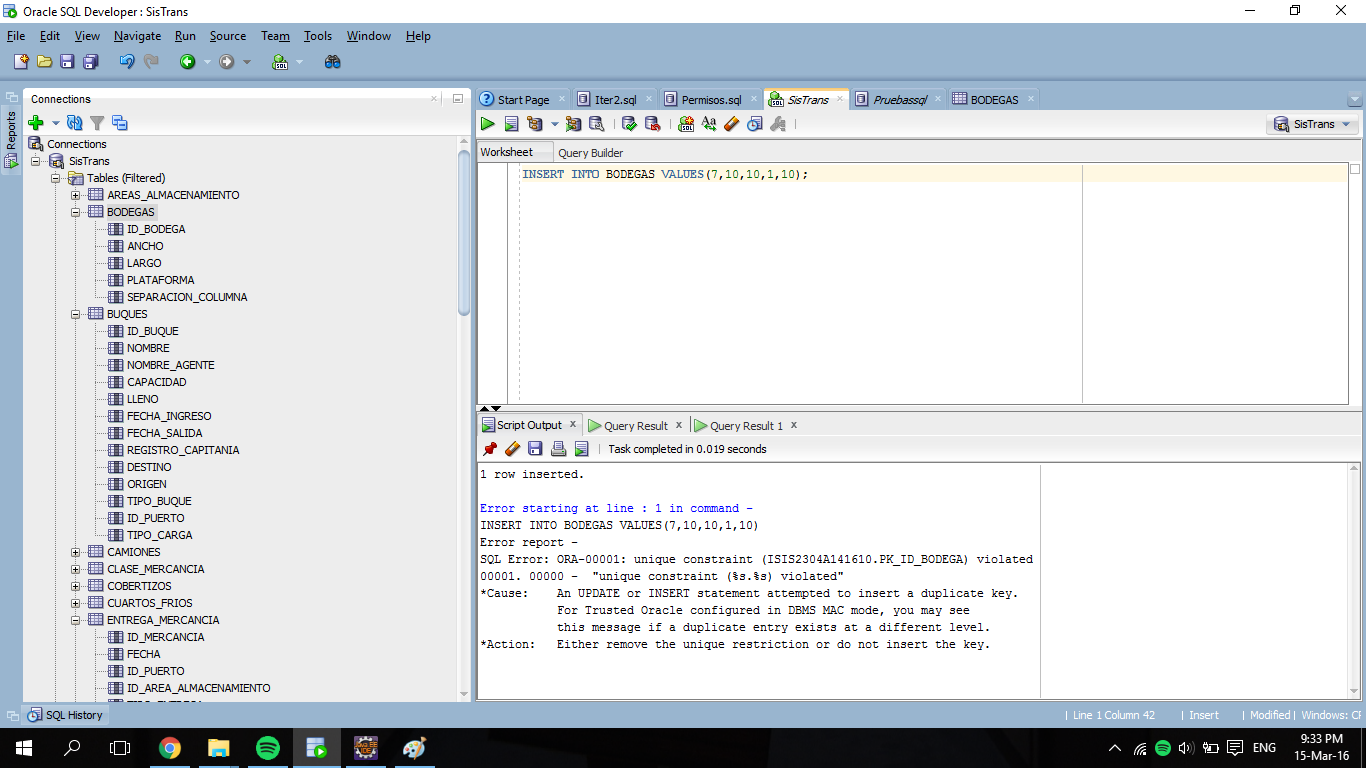 Oracle SQL Developer : SisTrans
File Edit View Navigate Run Source Team Tools Window Help
Reports
Connections
Connections
SisTrans
Tables (Filtered)
AREAS_ALMACENAMIENTO
BODEGAS
ID_BODEGA
ANCHO
LARGO
PLATAFORMA
SEPARACION_COLUMNA
BUQUES
ID_BUQUE
NOMBRE
NOMBRE_AGENTE
CAPACIDAD
LLENO
FECHA_INGRESO
FECHA_SALIDA
REGISTRO_CAPITANIA
DESTINO
ORIGEN
TIPO_BUQUE
ID_PUERTO
TIPO_CARGA
CAMIONES
CLASE_MERCANCIA
COBERTIZOS
CUARTOS_FRIOS
ENTREGA_MERCANCIA
ID_MERCANCIA
FECHA
ID_PUERTO
ID_AREA_ALMACENAMIENTO
Start Page Iter2.sql Permisos.sql SisTrans Pruebassql BODEGAS
SisTrans
Worksheet Query Builder
INSERT INTO BODEGAS VALUES(7,10,10,1,10);
Script Output x Query Result x Query Result 1 x
Task completed in 0.019 seconds
1 row inserted.
Error starting at line : 1 in command -
INSERT INTO BODEGAS VALUES(7,10,10,1,10)
Error report -
SQL Error: ORA-00001: unique constraint (ISIS2304A141610.PK_ID_BODEGA) violated
00001. 00000 - "unique constraint (%s.%s) violated"
*Cause: An UPDATE or INSERT statement attempted to insert a duplicate key.
For Trusted Oracle configured in DBMS MAC mode, you may see
this message if a duplicate entry exists at a different level.
*Action: Either remove the unique restriction or do not insert the key.
SQL History
Line 1 Column 42 | Insert | Modified | Windows:
ENG
9:33 PM
15-Mar-16